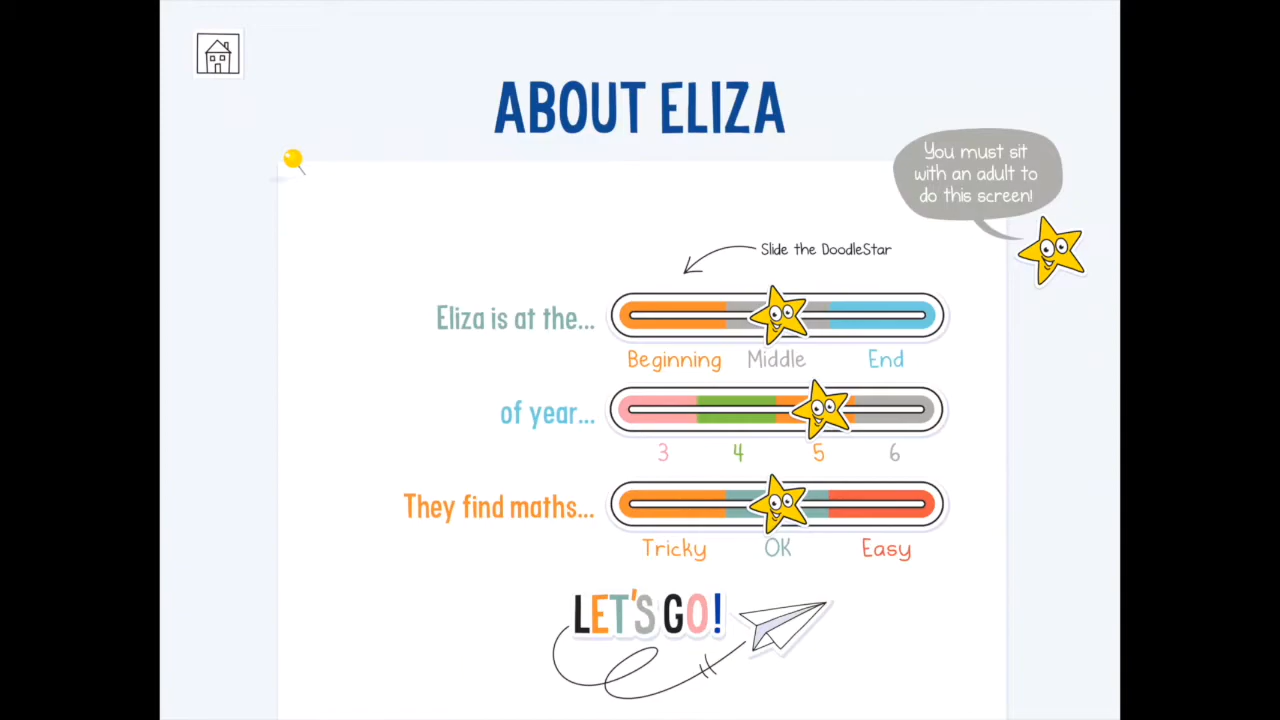 ABOUT ELIZA
You must sit
with an adult to
do this screen!
Slide the DoodleStar
Eliza is at the...
Beginning Middle End
of year...
3 4 5 6
They find maths...
Tricky OK Easy
LET'S GO!